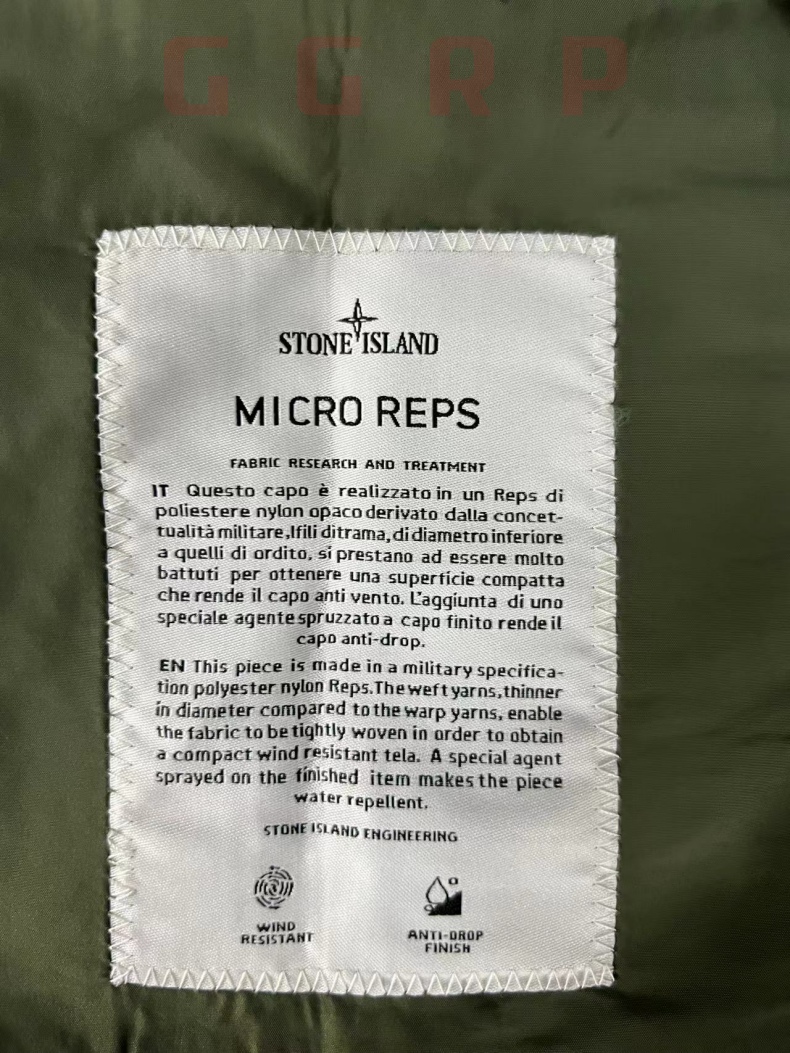 G G R P
STONE ISLAND
MICRO REPS
FABRIC RESEARCH AND TREATMENT
IT Questo capo è realizzato in un Reps di
poliestere nylon opaco derivato dalla concet-
tualità militare,Ifili ditrama,di diametro inferiore
a quelli di ordito, si prestano ad essere molto
battuti per ottenere una superficie compatta
che rende il capo anti vento. L'aggiunta di uno
speciale agente spruzzato a capo finito rende il
capo anti-drop.
EN This piece is made in a military specifica-
tion polyester nylon Reps.The weft yarns,thinner
in diameter compared to the warp yarns, enable
the fabric to be tightly woven in order to obtain
a compact wind resistant tela. A special agent
sprayed on the finished item makes the piece
water repellent.
STONE ISLAND ENGINEERING
WIND
RESISTANT
ANTI-DROP
FINISH